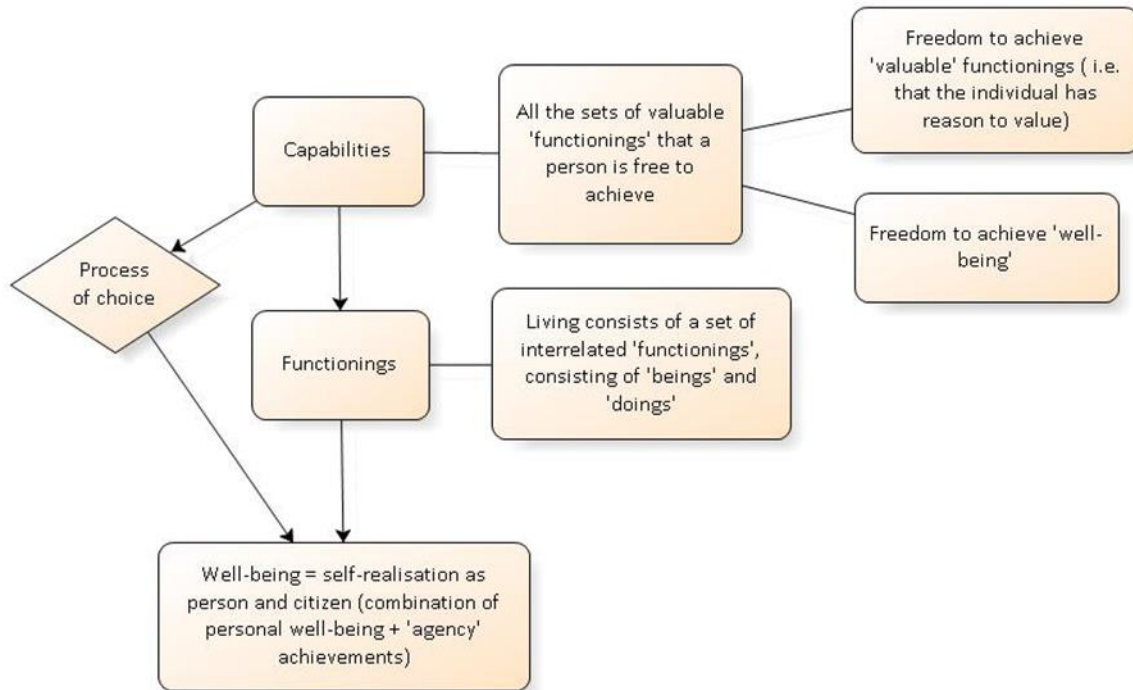 Capabilities
All the sets of valuable
'functionings' that a
person is free to
achieve
Freedom to achieve
'valuable' functionings ( i.e.
that the individual has
reason to value)
Freedom to achieve 'well-
being'
Process
of choice
Functionings
Living consists of a set of
interrelated 'functionings',
consisting of 'beings' and
'doings'
Well-being = self-realisation as
person and citizen (combination of
personal well-being + 'agency'
achievements)